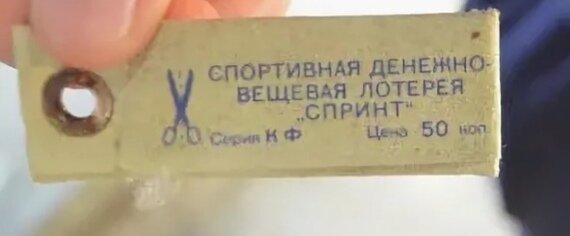 СПОРТИВНАЯ ДЕНЕЖНО-
ВЕЩЕВАЯ ЛОТЕРЕЯ
„СПРИНТ“
Серия К Ф Цена 50 коп.